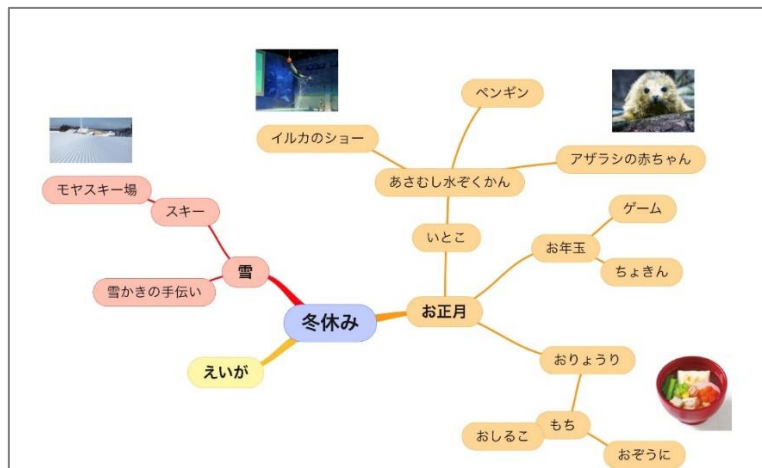 ペンギン
イルカのショー
アザラシの赤ちゃん
あさむし水ぞくかん
モヤスキー場
スキー
ゲーム
いとこ
お年玉
雪
ちょきん
雪かきの手伝い
お正月
冬休み
おりょうり
えいが
もち
おしるこ
おぞうに